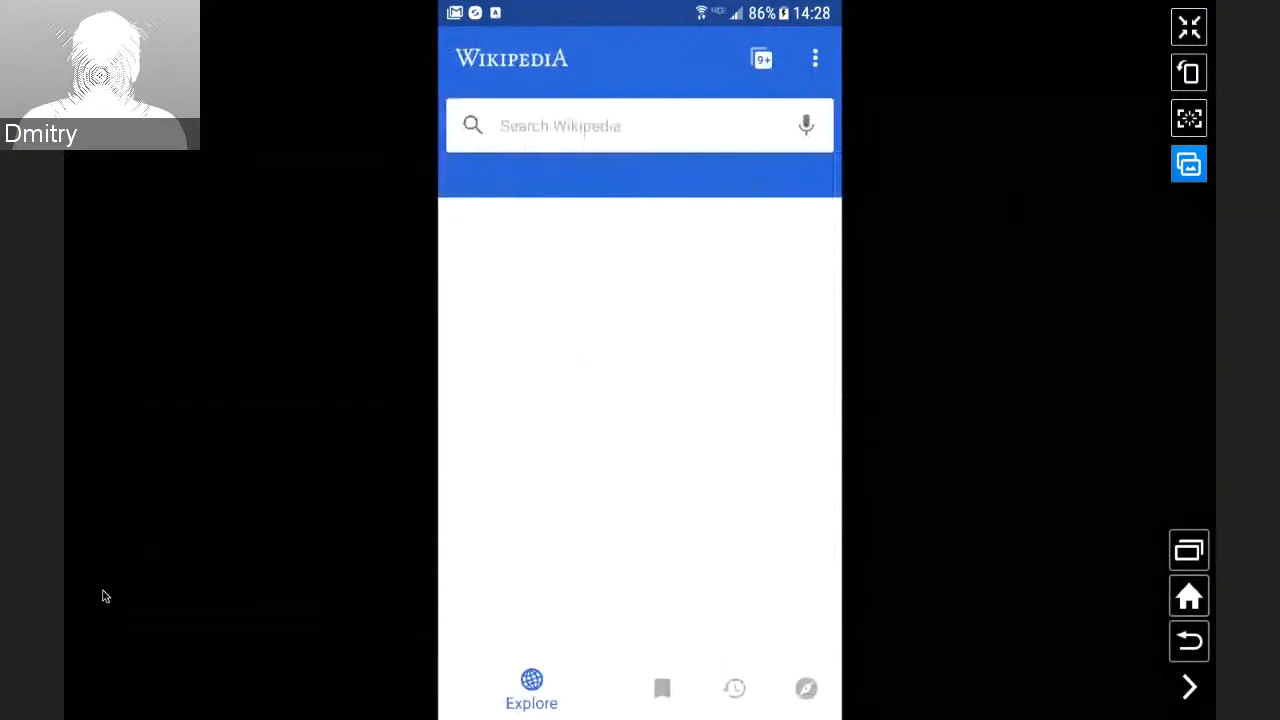 86% 14:28
WIKIPEDIA
9+
Search Wikipedia
Dmitry
Explore